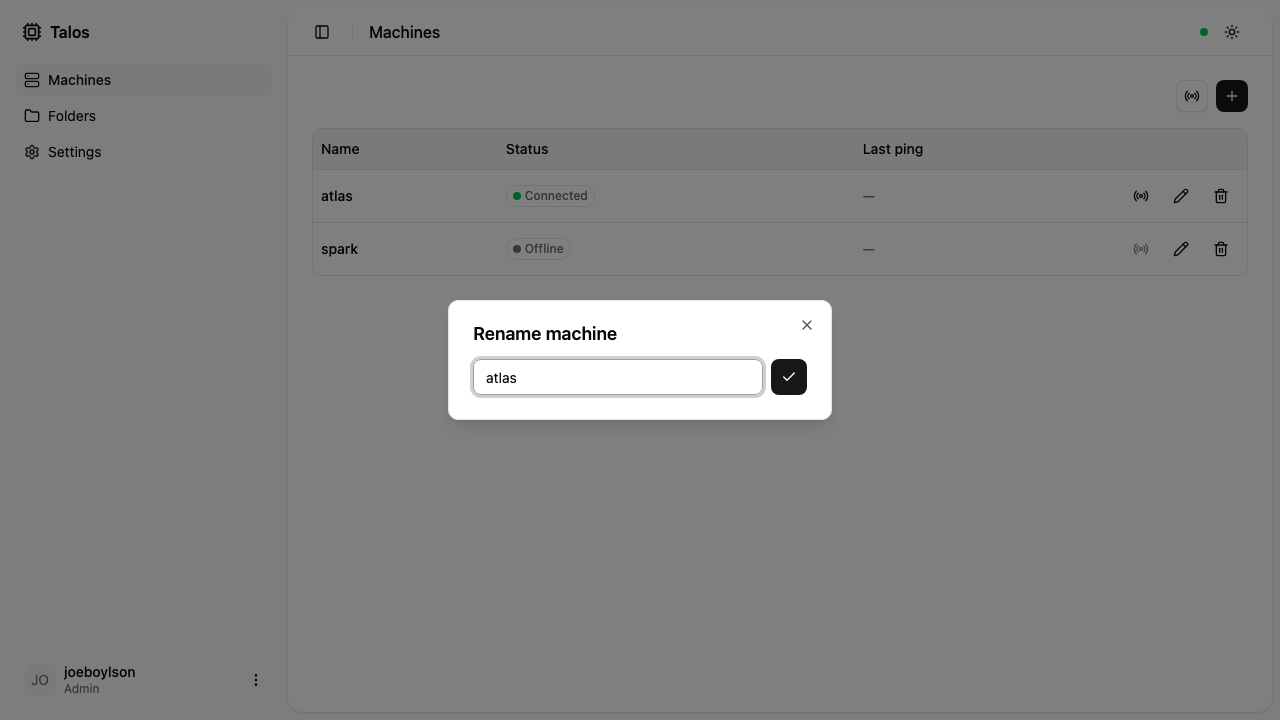 Talos
Machines
Folders
Settings
Machines
Name Status Last ping
atlas Connected —
spark Offline —
Rename machine
atlas
JO joeboylson
Admin